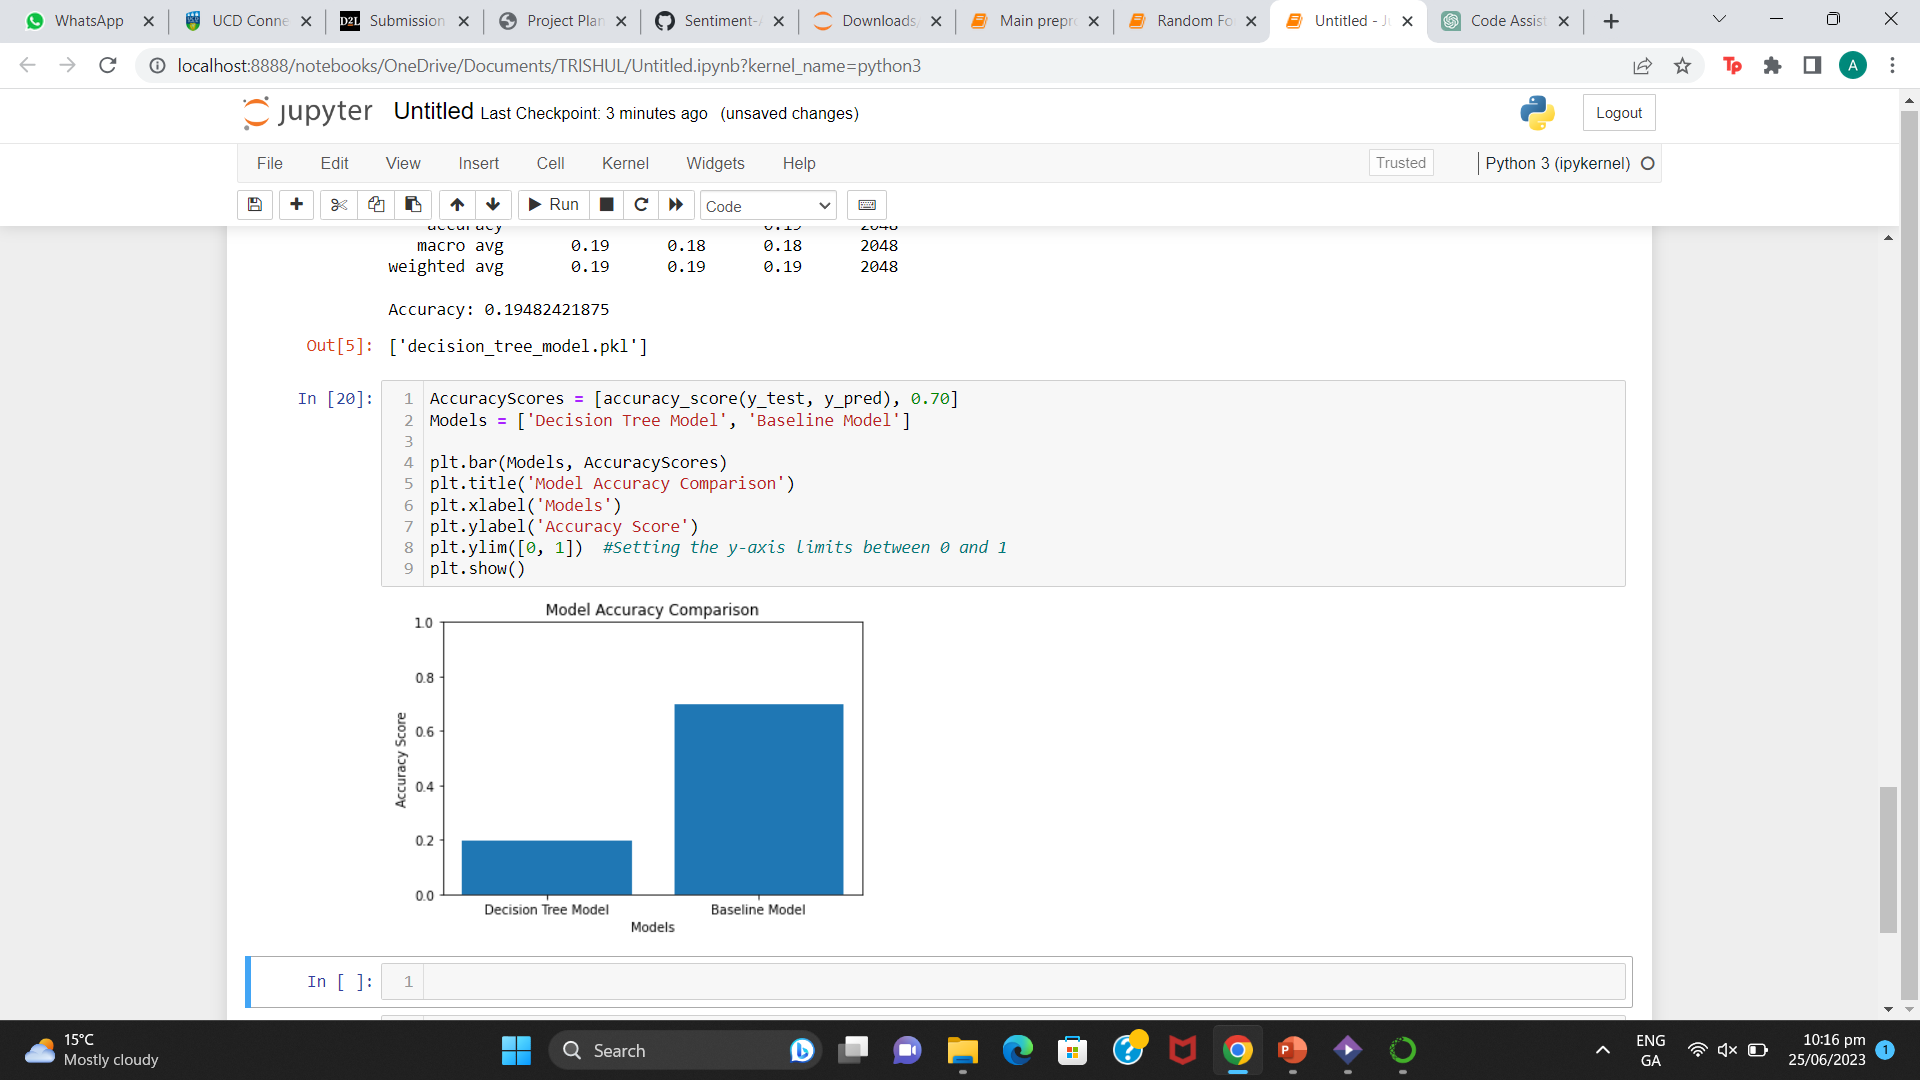 WhatsApp
UCD Conne
D2L Submission
Project Plan
Sentiment-
Downloads
Main prepr
Random Fo
Untitled - J
Code Assist
localhost:8888/notebooks/OneDrive/Documents/TRISHUL/Untitled.ipynb?kernel_name=python3
Tp
A
jupyter Untitled Last Checkpoint: 3 minutes ago (unsaved changes)
Logout
File Edit View Insert Cell Kernel Widgets Help
Trusted
Python 3 (ipykernel)
Run
Code
accuracy 0.19 2048
macro avg 0.19 0.18 0.18 2048
weighted avg 0.19 0.19 0.19 2048
Accuracy: 0.19482421875
Out[5]: ['decision_tree_model.pkl']
In [20]:
1 AccuracyScores = [accuracy_score(y_test, y_pred), 0.70]
2 Models = ['Decision Tree Model', 'Baseline Model']
3
4 plt.bar(Models, AccuracyScores)
5 plt.title('Model Accuracy Comparison')
6 plt.xlabel('Models')
7 plt.ylabel('Accuracy Score')
8 plt.ylim([0, 1]) #Setting the y-axis limits between 0 and 1
9 plt.show()
Model Accuracy Comparison
1.0
0.8
0.6
0.4
0.2
0.0
Accuracy Score
Decision Tree Model Baseline Model
Models
In [ ]: 1
15°C
Mostly cloudy
Search
P
ENG
GA
10:16 pm
25/06/2023
1